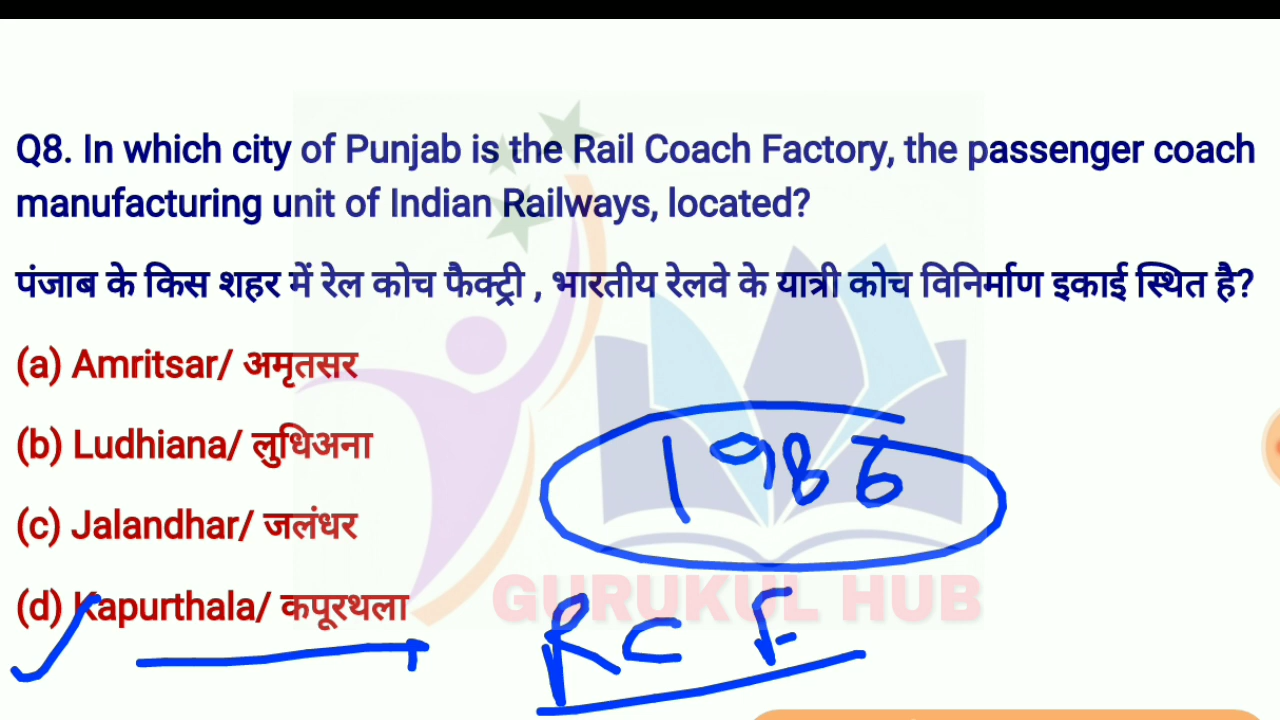 Q8. In which city of Punjab is the Rail Coach Factory, the passenger coach
manufacturing unit of Indian Railways, located?
पंजाब के किस शहर में रेल कोच फैक्ट्री , भारतीय रेलवे के यात्री कोच विनिर्माण इकाई स्थित है?
(a) Amritsar/ अमृतसर
(b) Ludhiana/ लुधिअना
(c) Jalandhar/ जलंधर
(d) Kapurthala/ कपूरथला
1985
GURUKUL HUB
RCF